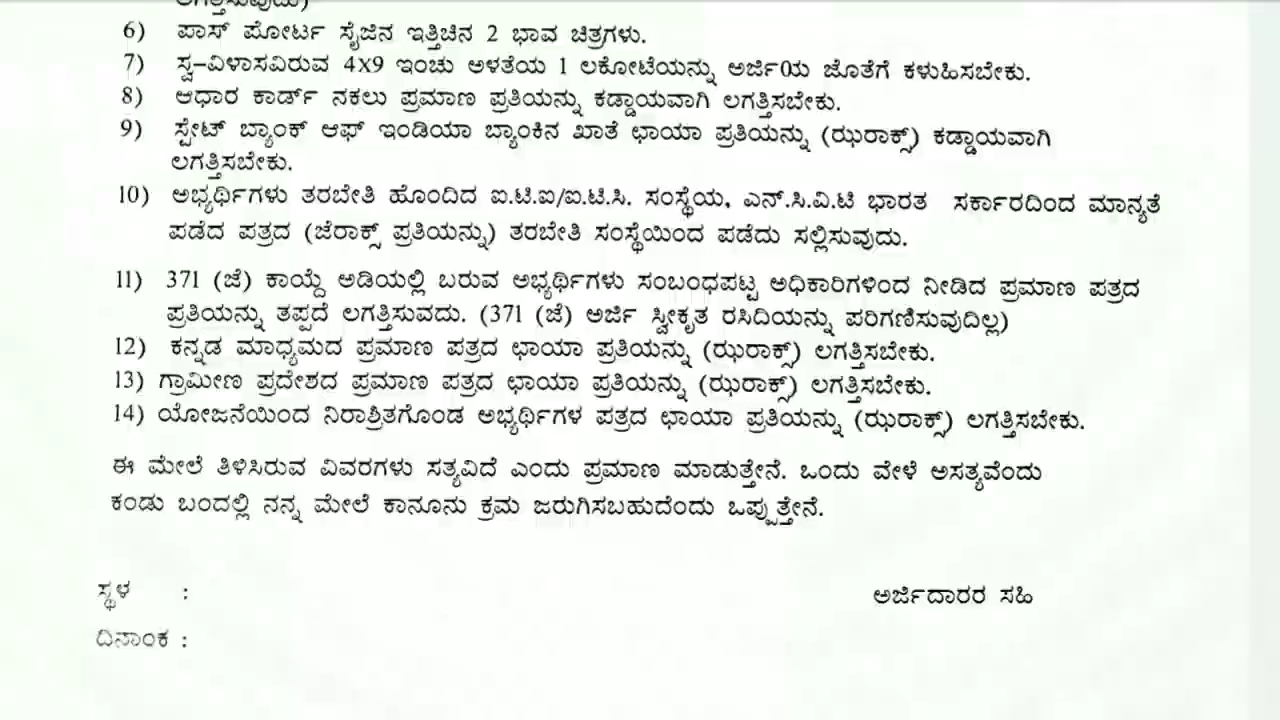 ಲಗತ್ತಿಸುವುದು)
6) ಪಾಸ್ ಪೋರ್ಟ ಸೈಜಿನ ಇತ್ತಿಚಿನ 2 ಭಾವ ಚಿತ್ರಗಳು.
7) ಸ್ವ-ವಿಳಾಸವಿರುವ 4x9 ಇಂಚು ಅಳತೆಯ 1 ಲಕೋಟೆಯನ್ನು ಅರ್ಜಿ0ಯ ಜೊತೆಗೆ ಕಳುಹಿಸಬೇಕು.
8) ಆಧಾರ ಕಾರ್ಡ್ ನಕಲು ಪ್ರಮಾಣ ಪ್ರತಿಯನ್ನು ಕಡ್ಡಾಯವಾಗಿ ಲಗತ್ತಿಸಬೇಕು.
9) ಸ್ಟೇಟ್ ಬ್ಯಾಂಕ್ ಆಫ್ ಇಂಡಿಯಾ ಬ್ಯಾಂಕಿನ ಖಾತೆ ಛಾಯಾ ಪ್ರತಿಯನ್ನು (ಝರಾಕ್ಸ್) ಕಡ್ಡಾಯವಾಗಿ
ಲಗತ್ತಿಸಬೇಕು.
10) ಅಭ್ಯರ್ಥಿಗಳು ತರಬೇತಿ ಹೊಂದಿದ ಐ.ಟಿ.ಐ/ಐ.ಟಿ.ಸಿ. ಸಂಸ್ಥೆಯ, ಎನ್.ಸಿ.ವಿ.ಟಿ ಭಾರತ ಸರ್ಕಾರದಿಂದ ಮಾನ್ಯತೆ
ಪಡೆದ ಪತ್ರದ (ಜೆರಾಕ್ಸ್ ಪ್ರತಿಯನ್ನು) ತರಬೇತಿ ಸಂಸ್ಥೆಯಿಂದ ಪಡೆದು ಸಲ್ಲಿಸುವುದು.
11) 371 (ಜೆ) ಕಾಯ್ದೆ ಅಡಿಯಲ್ಲಿ ಬರುವ ಅಭ್ಯರ್ಥಿಗಳು ಸಂಬಂಧಪಟ್ಟ ಅಧಿಕಾರಿಗಳಿಂದ ನೀಡಿದ ಪ್ರಮಾಣ ಪತ್ರದ
ಪ್ರತಿಯನ್ನು ತಪ್ಪದೆ ಲಗತ್ತಿಸುವದು. (371 (ಜೆ) ಅರ್ಜಿ ಸ್ವೀಕೃತ ರಸಿದಿಯನ್ನು ಪರಿಗಣಿಸುವುದಿಲ್ಲ)
12) ಕನ್ನಡ ಮಾಧ್ಯಮದ ಪ್ರಮಾಣ ಪತ್ರದ ಛಾಯಾ ಪ್ರತಿಯನ್ನು (ಝರಾಕ್ಸ್) ಲಗತ್ತಿಸಬೇಕು.
13) ಗ್ರಾಮೀಣ ಪ್ರದೇಶದ ಪ್ರಮಾಣ ಪತ್ರದ ಛಾಯಾ ಪ್ರತಿಯನ್ನು (ಝರಾಕ್ಸ್) ಲಗತ್ತಿಸಬೇಕು.
14) ಯೋಜನೆಯಿಂದ ನಿರಾಶ್ರಿತಗೊಂಡ ಅಭ್ಯರ್ಥಿಗಳ ಪತ್ರದ ಛಾಯಾ ಪ್ರತಿಯನ್ನು (ಝರಾಕ್ಸ್) ಲಗತ್ತಿಸಬೇಕು.
ಈ ಮೇಲೆ ತಿಳಿಸಿರುವ ವಿವರಗಳು ಸತ್ಯವಿದೆ ಎಂದು ಪ್ರಮಾಣ ಮಾಡುತ್ತೇನೆ. ಒಂದು ವೇಳೆ ಅಸತ್ಯವೆಂದು
ಕಂಡು ಬಂದಲ್ಲಿ ನನ್ನ ಮೇಲೆ ಕಾನೂನು ಕ್ರಮ ಜರುಗಿಸಬಹುದೆಂದು ಒಪ್ಪುತ್ತೇನೆ.
ಸ್ಥಳ :
ಅರ್ಜಿದಾರರ ಸಹಿ
ದಿನಾಂಕ :